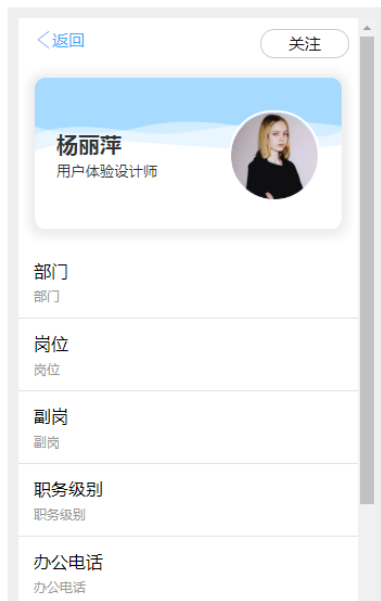 返回
关注
杨丽萍
用户体验设计师
部门
部门
岗位
岗位
副岗
副岗
职务级别
职务级别
办公电话
办公电话